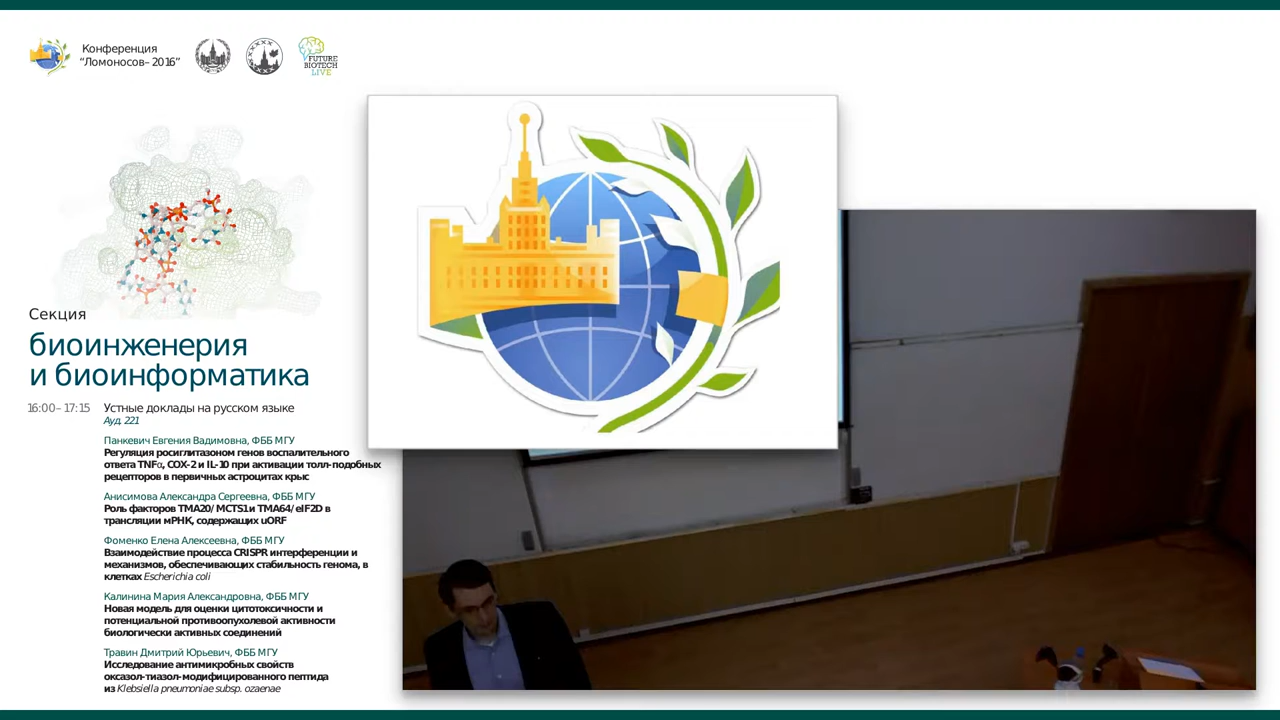 Конференция
“Ломоносов–2016”
FUTURE
BIOTECH
LIVE
Секция
биоинженерия
и биоинформатика
16:00–17:15 Устные доклады на русском языке
Ауд. 221
Панкевич Евгения Вадимовна, ФББ МГУ
Регуляция росиглитазоном генов воспалительного
ответа TNFα, COX-2 и IL-10 при активации толл-подобных
рецепторов в первичных астроцитах крыс
Анисимова Александра Сергеевна, ФББ МГУ
Роль факторов TMA20/MCTS1 и TMA64/eIF2D в
трансляции мРНК, содержащих uORF
Фоменко Елена Алексеевна, ФББ МГУ
Взаимодействие процесса CRISPR интерференции и
механизмов, обеспечивающих стабильность генома, в
клетках Escherichia coli
Калинина Мария Александровна, ФББ МГУ
Новая модель для оценки цитотоксичности и
потенциальной противоопухолевой активности
биологически активных соединений
Травин Дмитрий Юрьевич, ФББ МГУ
Исследование антимикробных свойств
оксазол-тиазол-модифицированного пептида
из Klebsiella pneumoniae subsp. ozaenae